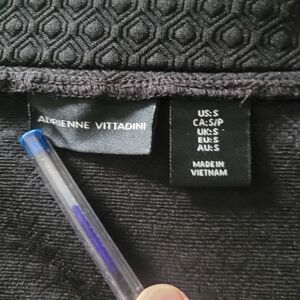 ADRIENNE VITTADINI
US:S
CA:S/P
UK:S
EU:S
AU:S
MADE IN
VIETNAM